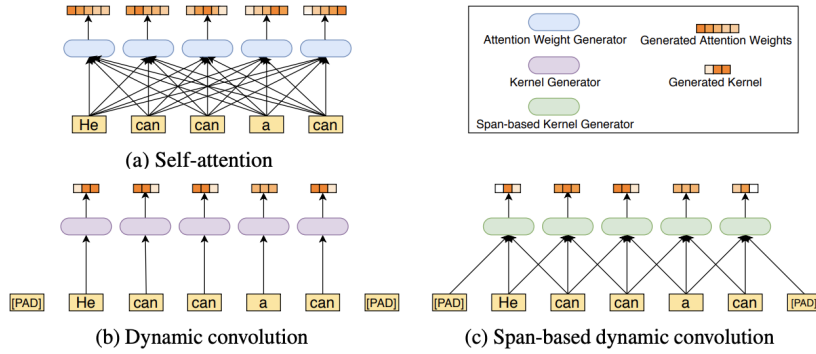 He can can a can
(a) Self-attention
Attention Weight Generator
Generated Attention Weights
Kernel Generator
Generated Kernel
Span-based Kernel Generator
[PAD] He can can a can [PAD]
(b) Dynamic convolution
[PAD] He can can a can [PAD]
(c) Span-based dynamic convolution